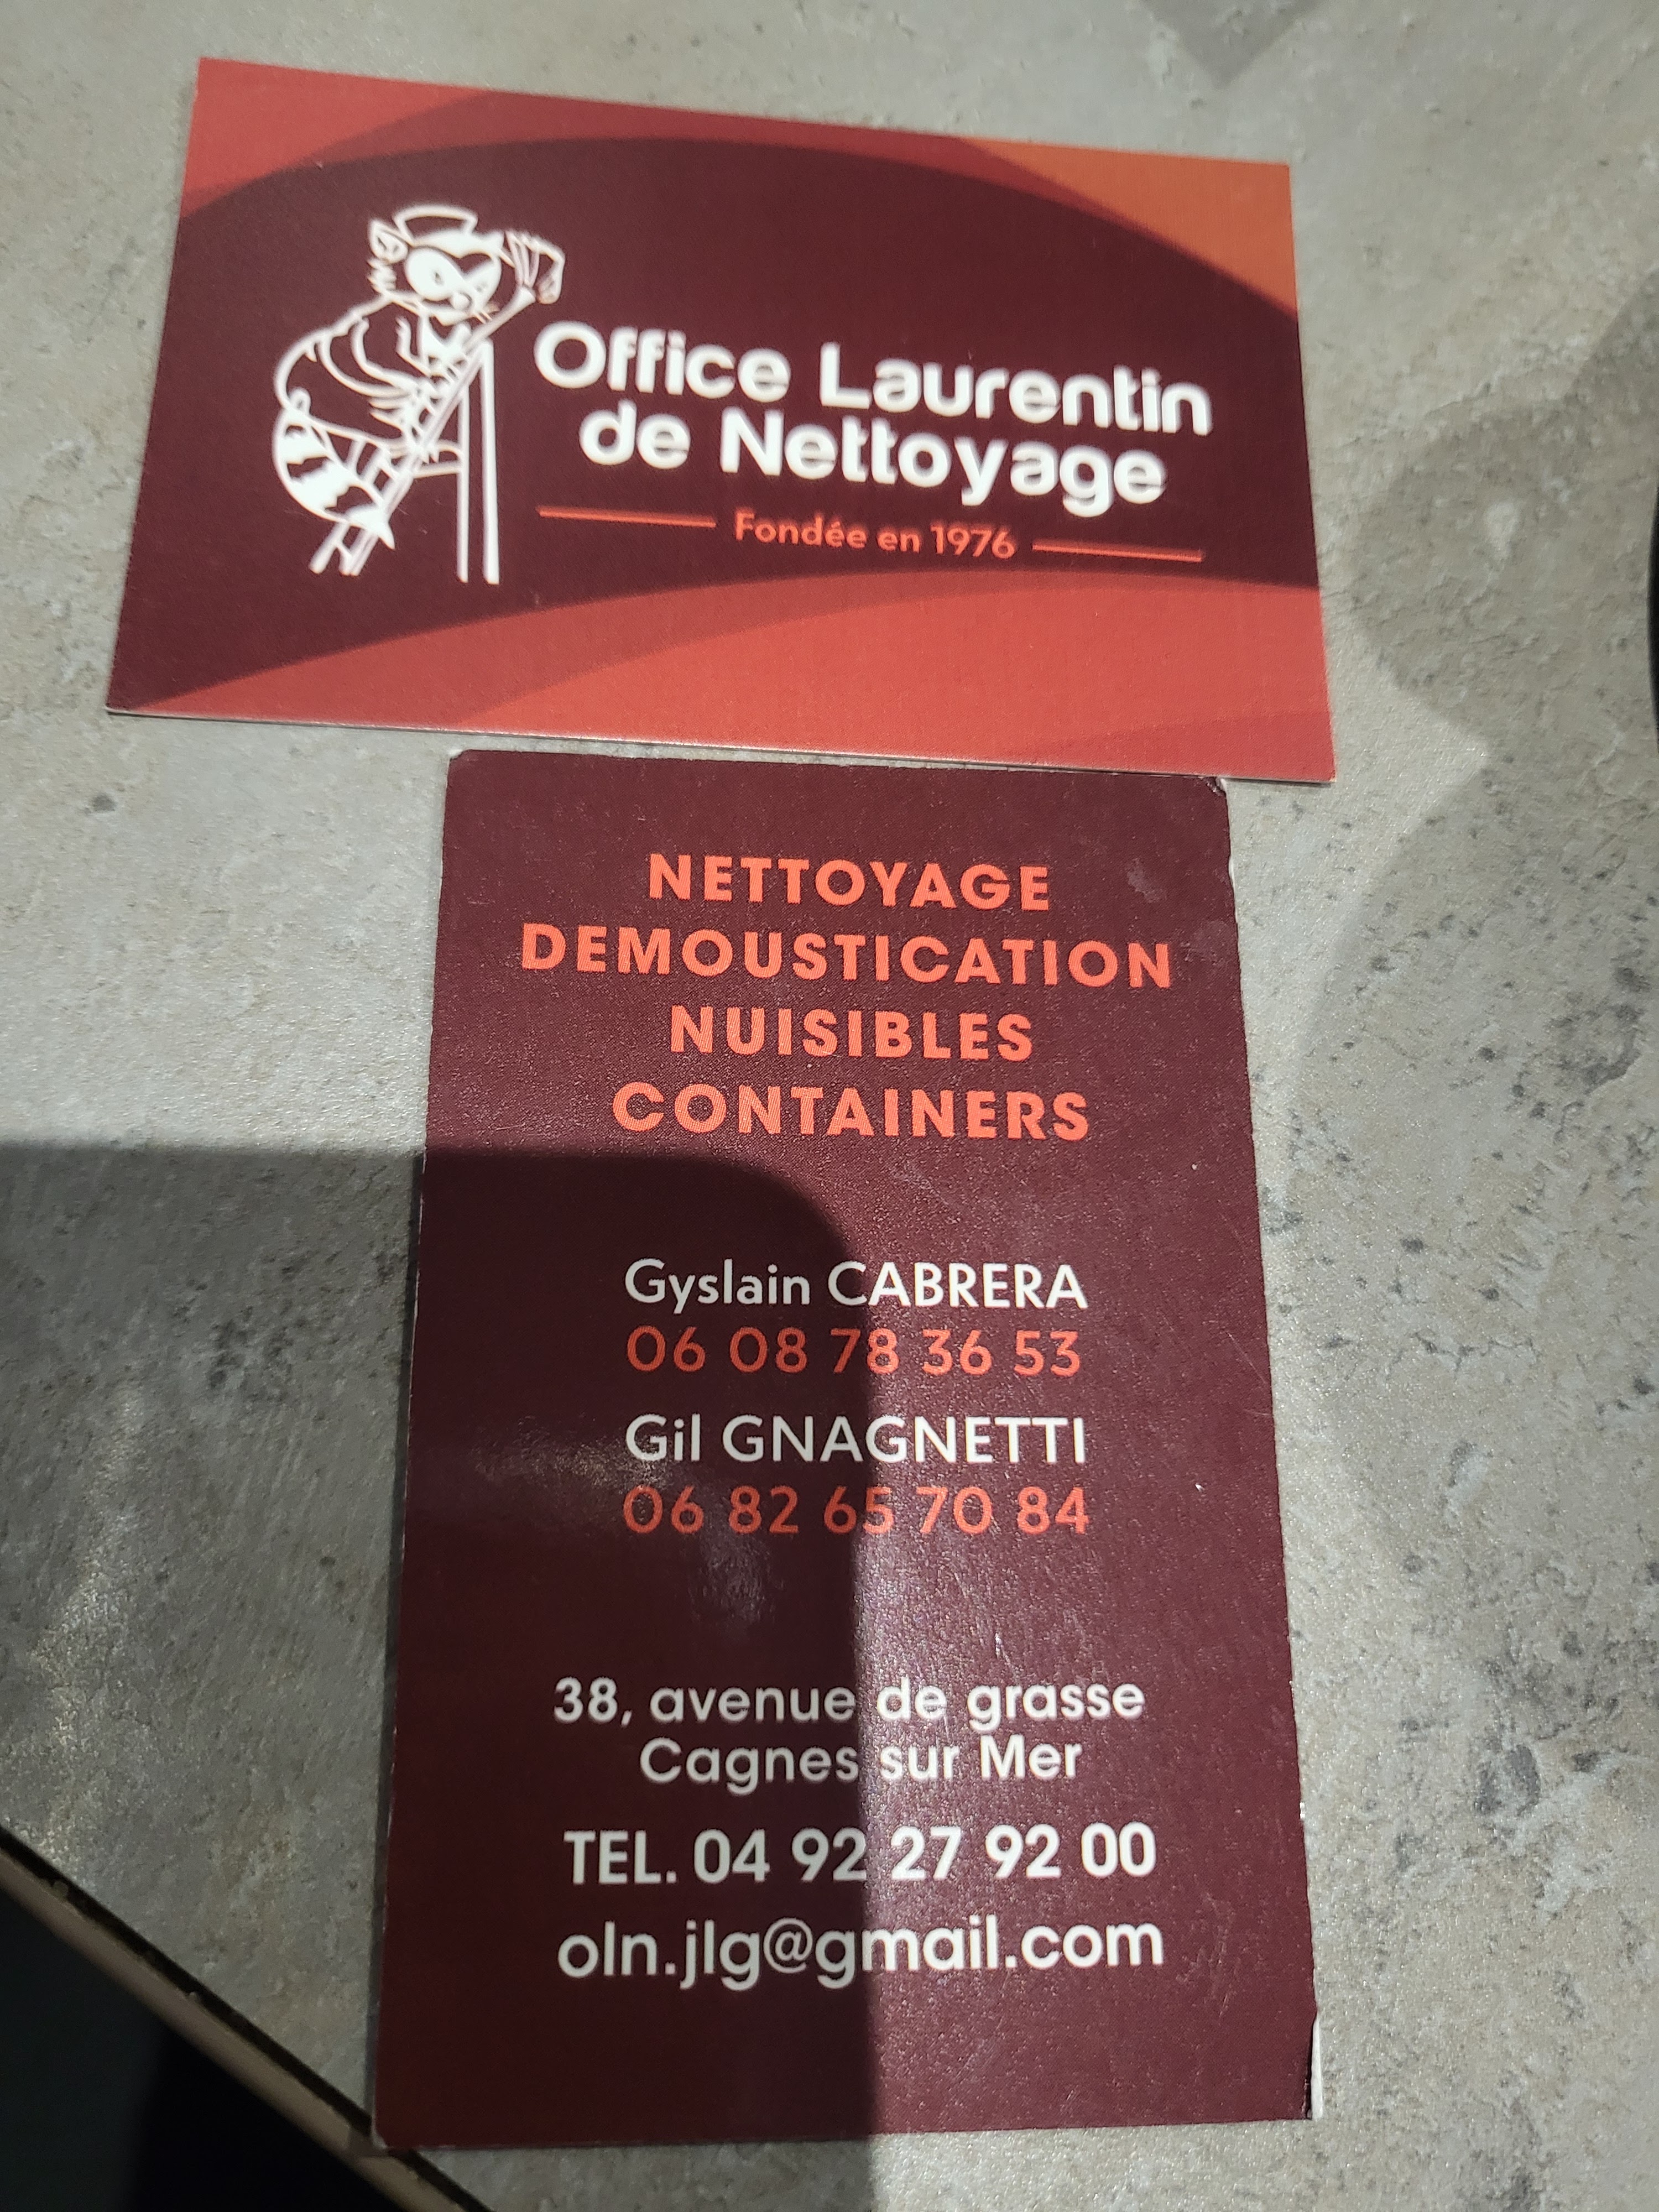 Office Laurentin
de Nettoyage
Fondée en 1976
NETTOYAGE
DEMOUSTICATION
NUISIBLES
CONTAINERS
Gyslain CABRERA
06 08 78 36 53
Gil GNAGNETTI
06 82 65 70 84
38, avenue de grasse
Cagnes sur Mer
TEL. 04 92 27 92 00
oln.jlg@gmail.com